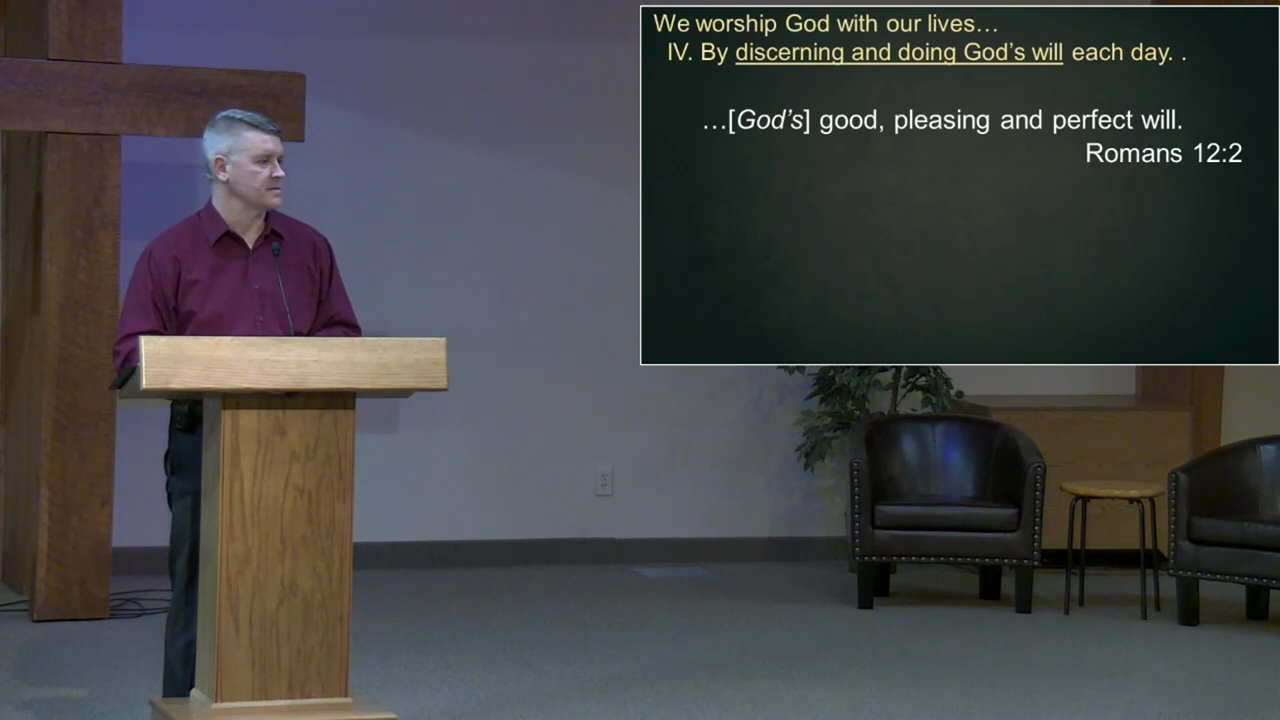 We worship God with our lives…
IV. By discerning and doing God's will each day. .
…[God's] good, pleasing and perfect will.
Romans 12:2